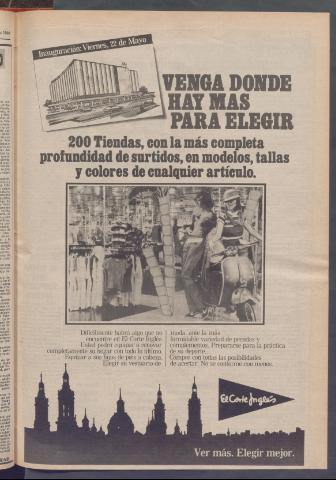 Inauguración: Viernes, 22 de Mayo
VENGA DONDE
HAY MAS
PARA ELEGIR
200 Tiendas, con la más completa
profundidad de surtidos, en modelos, tallas
y colores de cualquier artículo.
Difícilmente habrá algo que no
encuentre en El Corte Inglés
Usted podrá equipar o renovar
completamente su hogar con todo lo último.
Equipar a sus hijos de pies a cabeza.
Elegir su vestuario de
moda, ante la más
formidable variedad de prendas y
complementos. Prepararse para la práctica
de su deporte...
Compre con todas las posibilidades
de acertar. No se conforme con menos.
El Corte Inglés
Ver más. Elegir mejor.